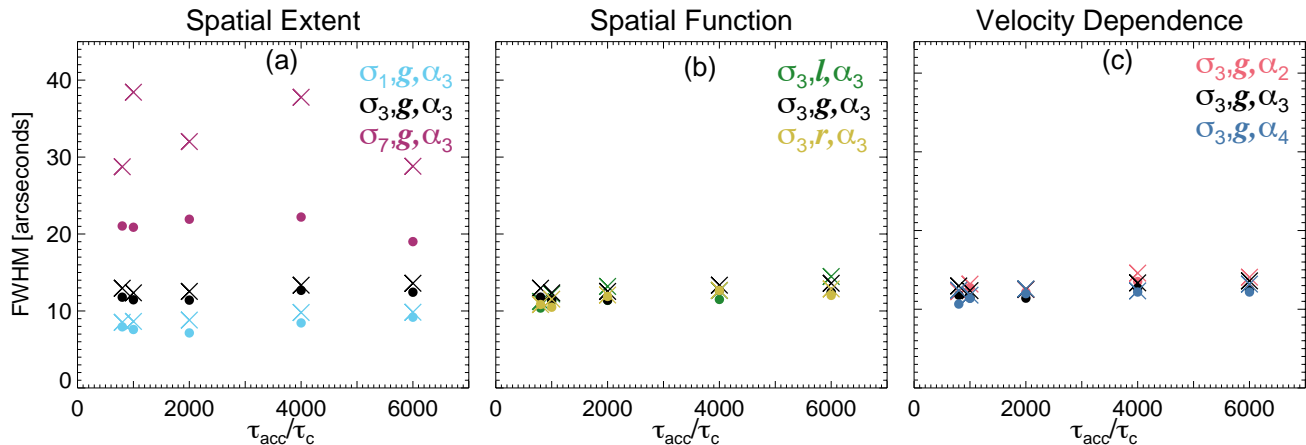 Spatial Extent
Spatial Function
Velocity Dependence
(a)
(b)
(c)
σ₁,g,α₃
σ₃,g,α₃
σ₇,g,α₃
σ₃,l,α₃
σ₃,g,α₃
σ₃,r,α₃
σ₃,g,α₂
σ₃,g,α₃
σ₃,g,α₄
FWHM [arcseconds]
40
30
20
10
0
0 2000 4000 6000
0 2000 4000 6000
0 2000 4000 6000
τacc/τc
τacc/τc
τacc/τc